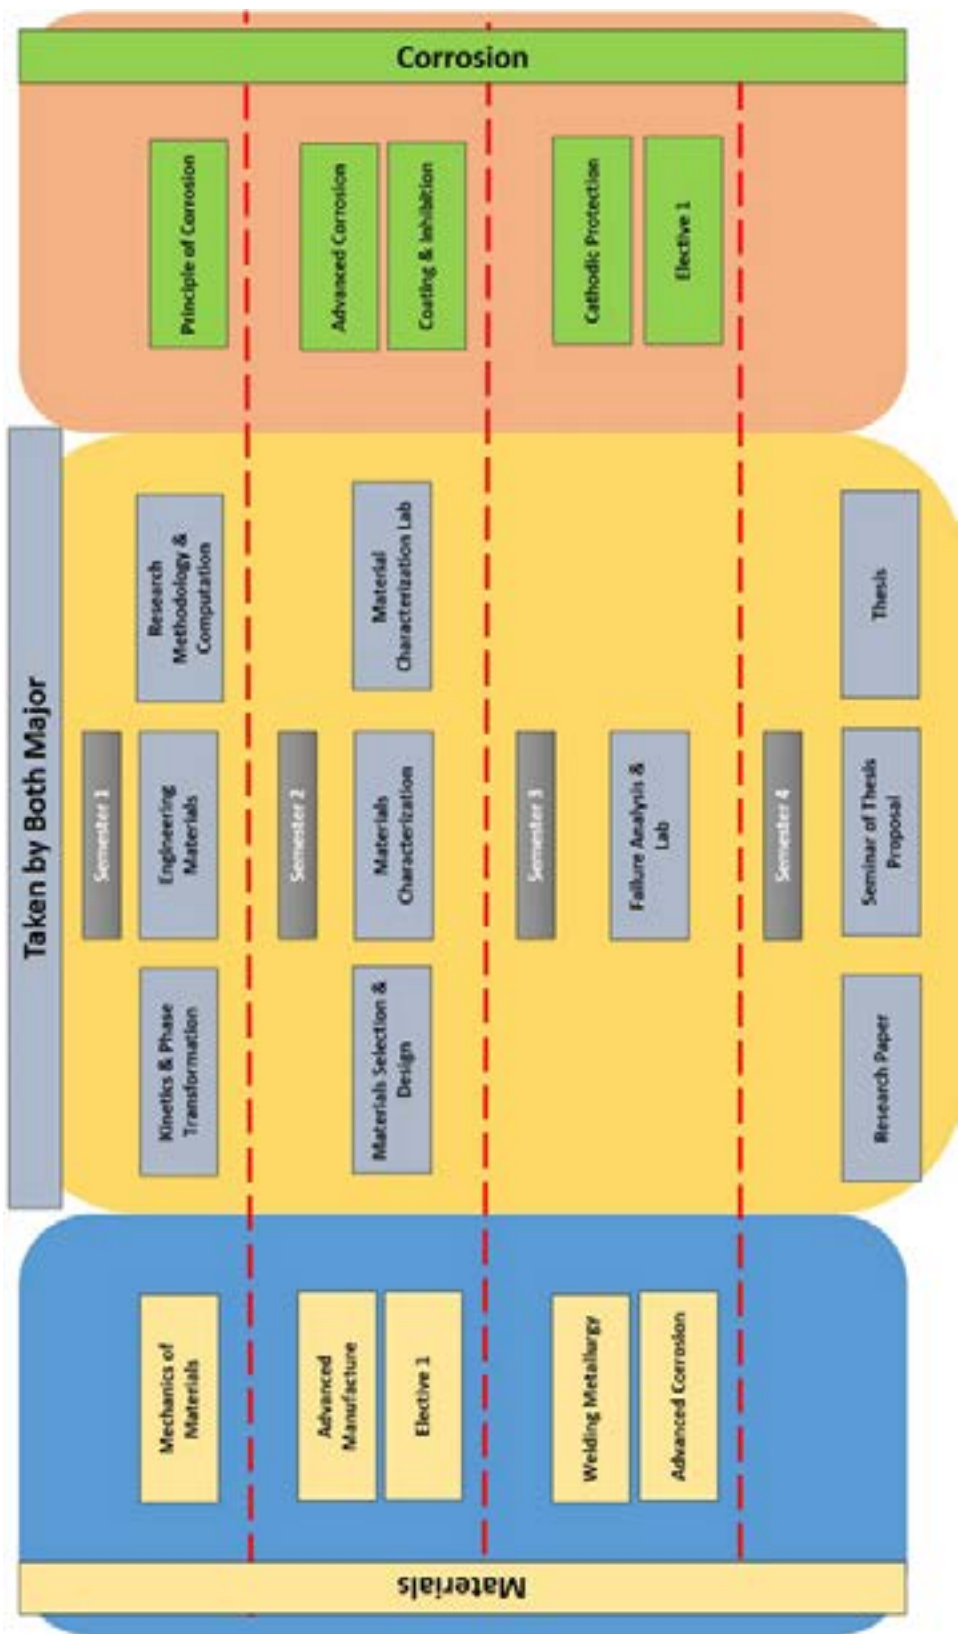 Taken by Both Major
Materials
Corrosion
Semester 1
Mechanics of
Materials
Kinetics & Phase
Transformation
Engineering
Materials
Research
Methodology &
Computation
Principle of Corrosion
Semester 2
Advanced
Manufacture
Elective 1
Materials Selection &
Design
Materials
Characterization
Material
Characterization Lab
Advanced Corrosion
Coating & Inhibition
Semester 3
Welding Metallurgy
Advanced Corrosion
Failure Analysis &
Lab
Cathodic Protection
Elective 1
Semester 4
Research Paper
Seminar of Thesis
Proposal
Thesis